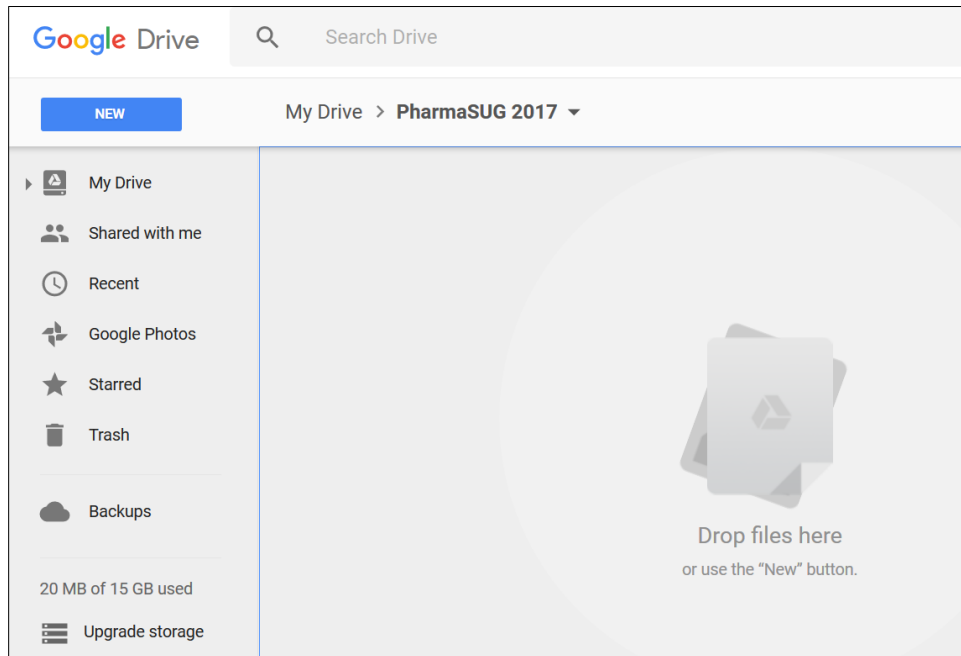 Google Drive
Search Drive
NEW
My Drive > PharmaSUG 2017
My Drive
Shared with me
Recent
Google Photos
Starred
Trash
Backups
20 MB of 15 GB used
Upgrade storage
Drop files here
or use the “New” button.